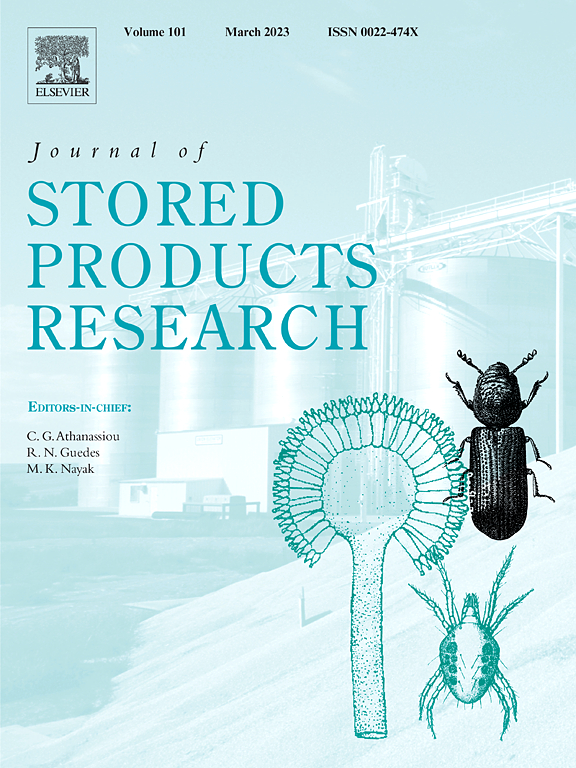 Volume 101 March 2023 ISSN 0022-474X
ELSEVIER
Journal of
STORED
PRODUCTS
RESEARCH
EDITORS-IN-CHIEF:
C. G. Athanassiou
R. N. Guedes
M. K. Nayak